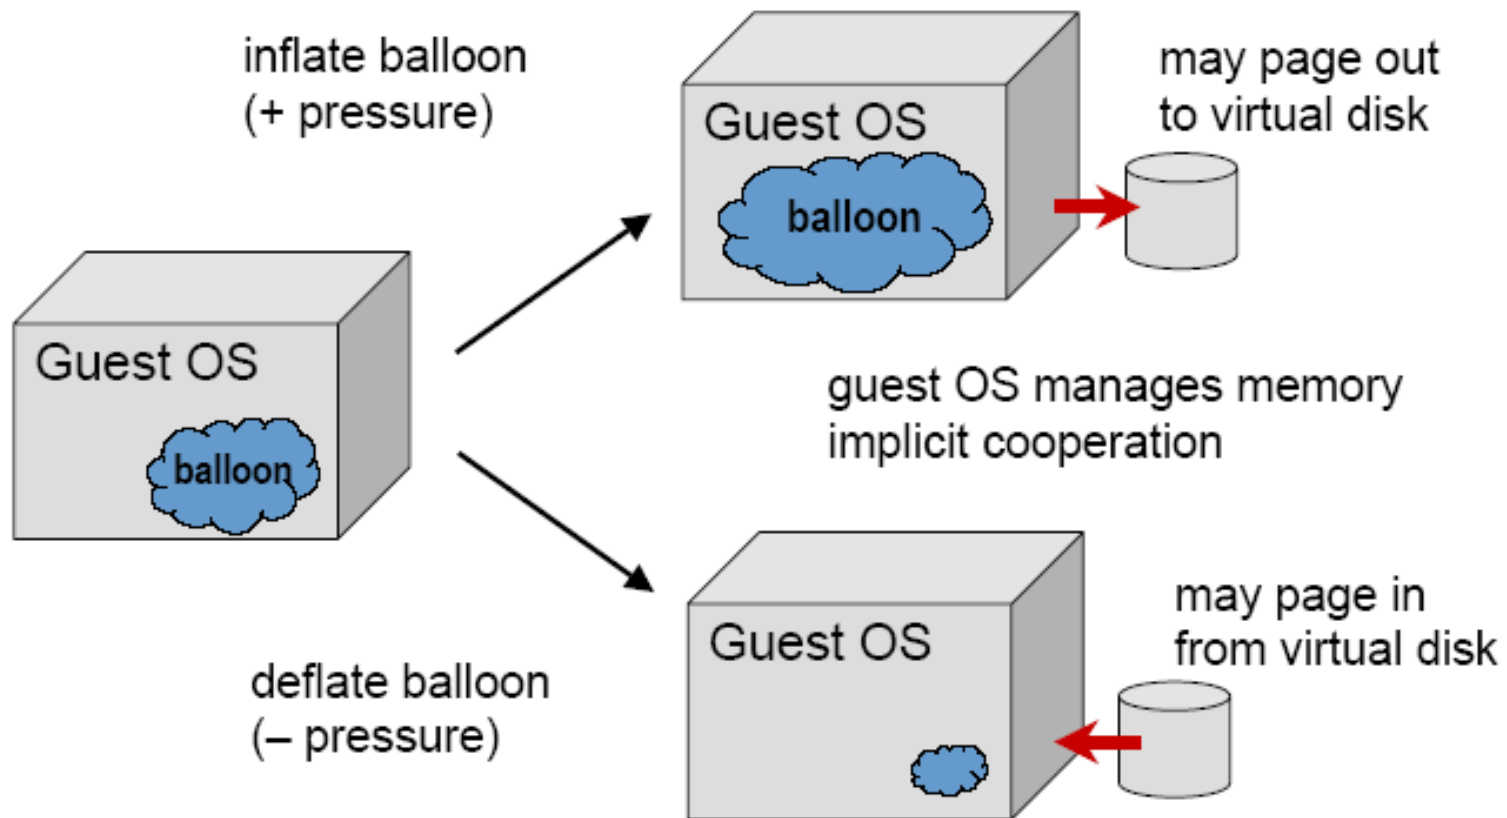 inflate balloon
(+ pressure)
Guest OS
balloon
may page out
to virtual disk
Guest OS
balloon
guest OS manages memory
implicit cooperation
deflate balloon
(– pressure)
Guest OS
may page in
from virtual disk